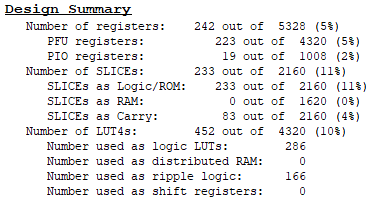 Design Summary
Number of registers: 242 out of 5328 (5%)
PFU registers: 223 out of 4320 (5%)
PIO registers: 19 out of 1008 (2%)
Number of SLICEs: 233 out of 2160 (11%)
SLICEs as Logic/ROM: 233 out of 2160 (11%)
SLICEs as RAM: 0 out of 1620 (0%)
SLICEs as Carry: 83 out of 2160 (4%)
Number of LUT4s: 452 out of 4320 (10%)
Number used as logic LUTs: 286
Number used as distributed RAM: 0
Number used as ripple logic: 166
Number used as shift registers: 0